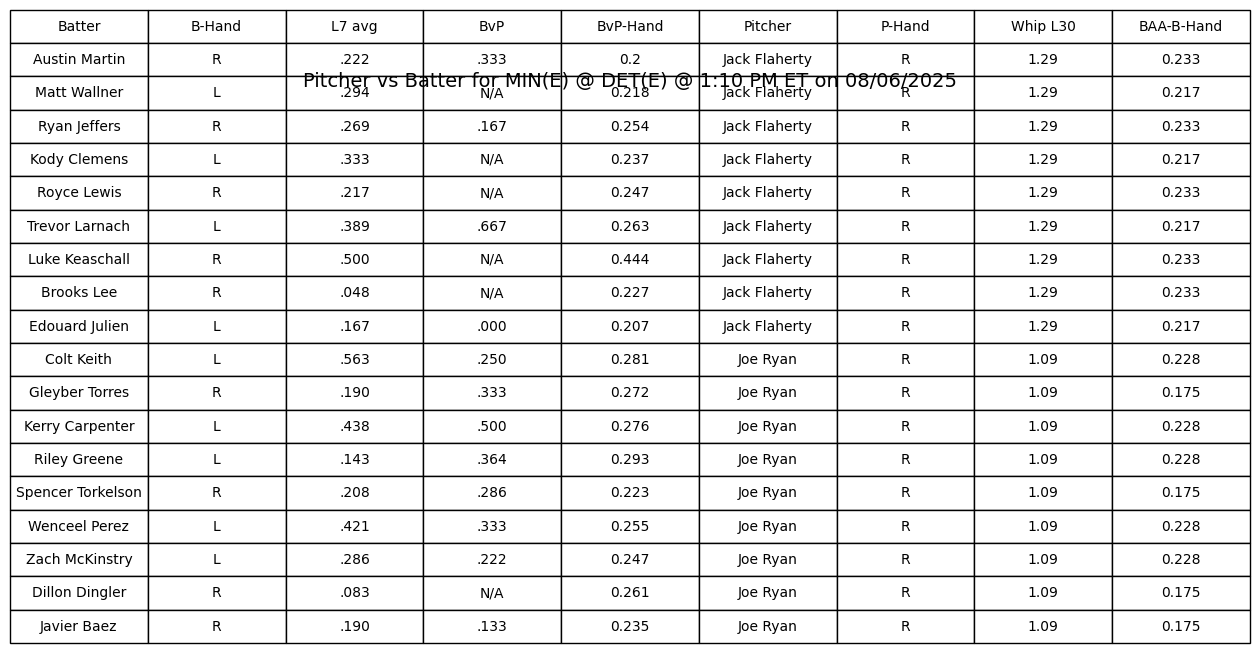 Batter B-Hand L7 avg BvP BvP-Hand Pitcher P-Hand Whip L30 BAA-B-Hand
Austin Martin R .222 .333 0.2 Jack Flaherty R 1.29 0.233
Pitcher vs Batter for MIN(E) @ DET(E) @ 1:10 PM ET on 08/06/2025
Matt Wallner L .294 N/A 0.218 Jack Flaherty R 1.29 0.217
Ryan Jeffers R .269 .167 0.254 Jack Flaherty R 1.29 0.233
Kody Clemens L .333 N/A 0.237 Jack Flaherty R 1.29 0.217
Royce Lewis R .217 N/A 0.247 Jack Flaherty R 1.29 0.233
Trevor Larnach L .389 .667 0.263 Jack Flaherty R 1.29 0.217
Luke Keaschall R .500 N/A 0.444 Jack Flaherty R 1.29 0.233
Brooks Lee R .048 N/A 0.227 Jack Flaherty R 1.29 0.233
Edouard Julien L .167 .000 0.207 Jack Flaherty R 1.29 0.217
Colt Keith L .563 .250 0.281 Joe Ryan R 1.09 0.228
Gleyber Torres R .190 .333 0.272 Joe Ryan R 1.09 0.175
Kerry Carpenter L .438 .500 0.276 Joe Ryan R 1.09 0.228
Riley Greene L .143 .364 0.293 Joe Ryan R 1.09 0.228
Spencer Torkelson R .208 .286 0.223 Joe Ryan R 1.09 0.175
Wenceel Perez L .421 .333 0.255 Joe Ryan R 1.09 0.228
Zach McKinstry L .286 .222 0.247 Joe Ryan R 1.09 0.228
Dillon Dingler R .083 N/A 0.261 Joe Ryan R 1.09 0.175
Javier Baez R .190 .133 0.235 Joe Ryan R 1.09 0.175